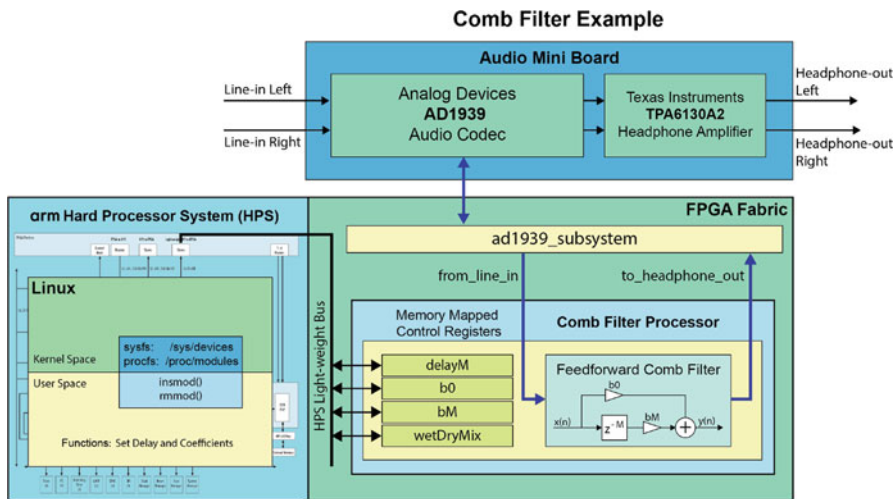 Comb Filter Example
Audio Mini Board
Line-in Left
Line-in Right
Analog Devices
AD1939
Audio Codec
Texas Instruments
TPA6130A2
Headphone Amplifier
Headphone-out
Left
Headphone-out
Right
arm Hard Processor System (HPS)
FPGA Fabric
ad1939_subsystem
from_line_in
to_headphone_out
Linux
sysfs: /sys/devices
procfs: /proc/modules
Kernel Space
User Space
insmod()
rmmod()
Functions: Set Delay and Coefficients
HPS Light-weight Bus
Memory Mapped
Control Registers
Comb Filter Processor
delayM
b0
bM
wetDryMix
Feedforward Comb Filter
b0
x(n)
z-M
bM
+
y(n)